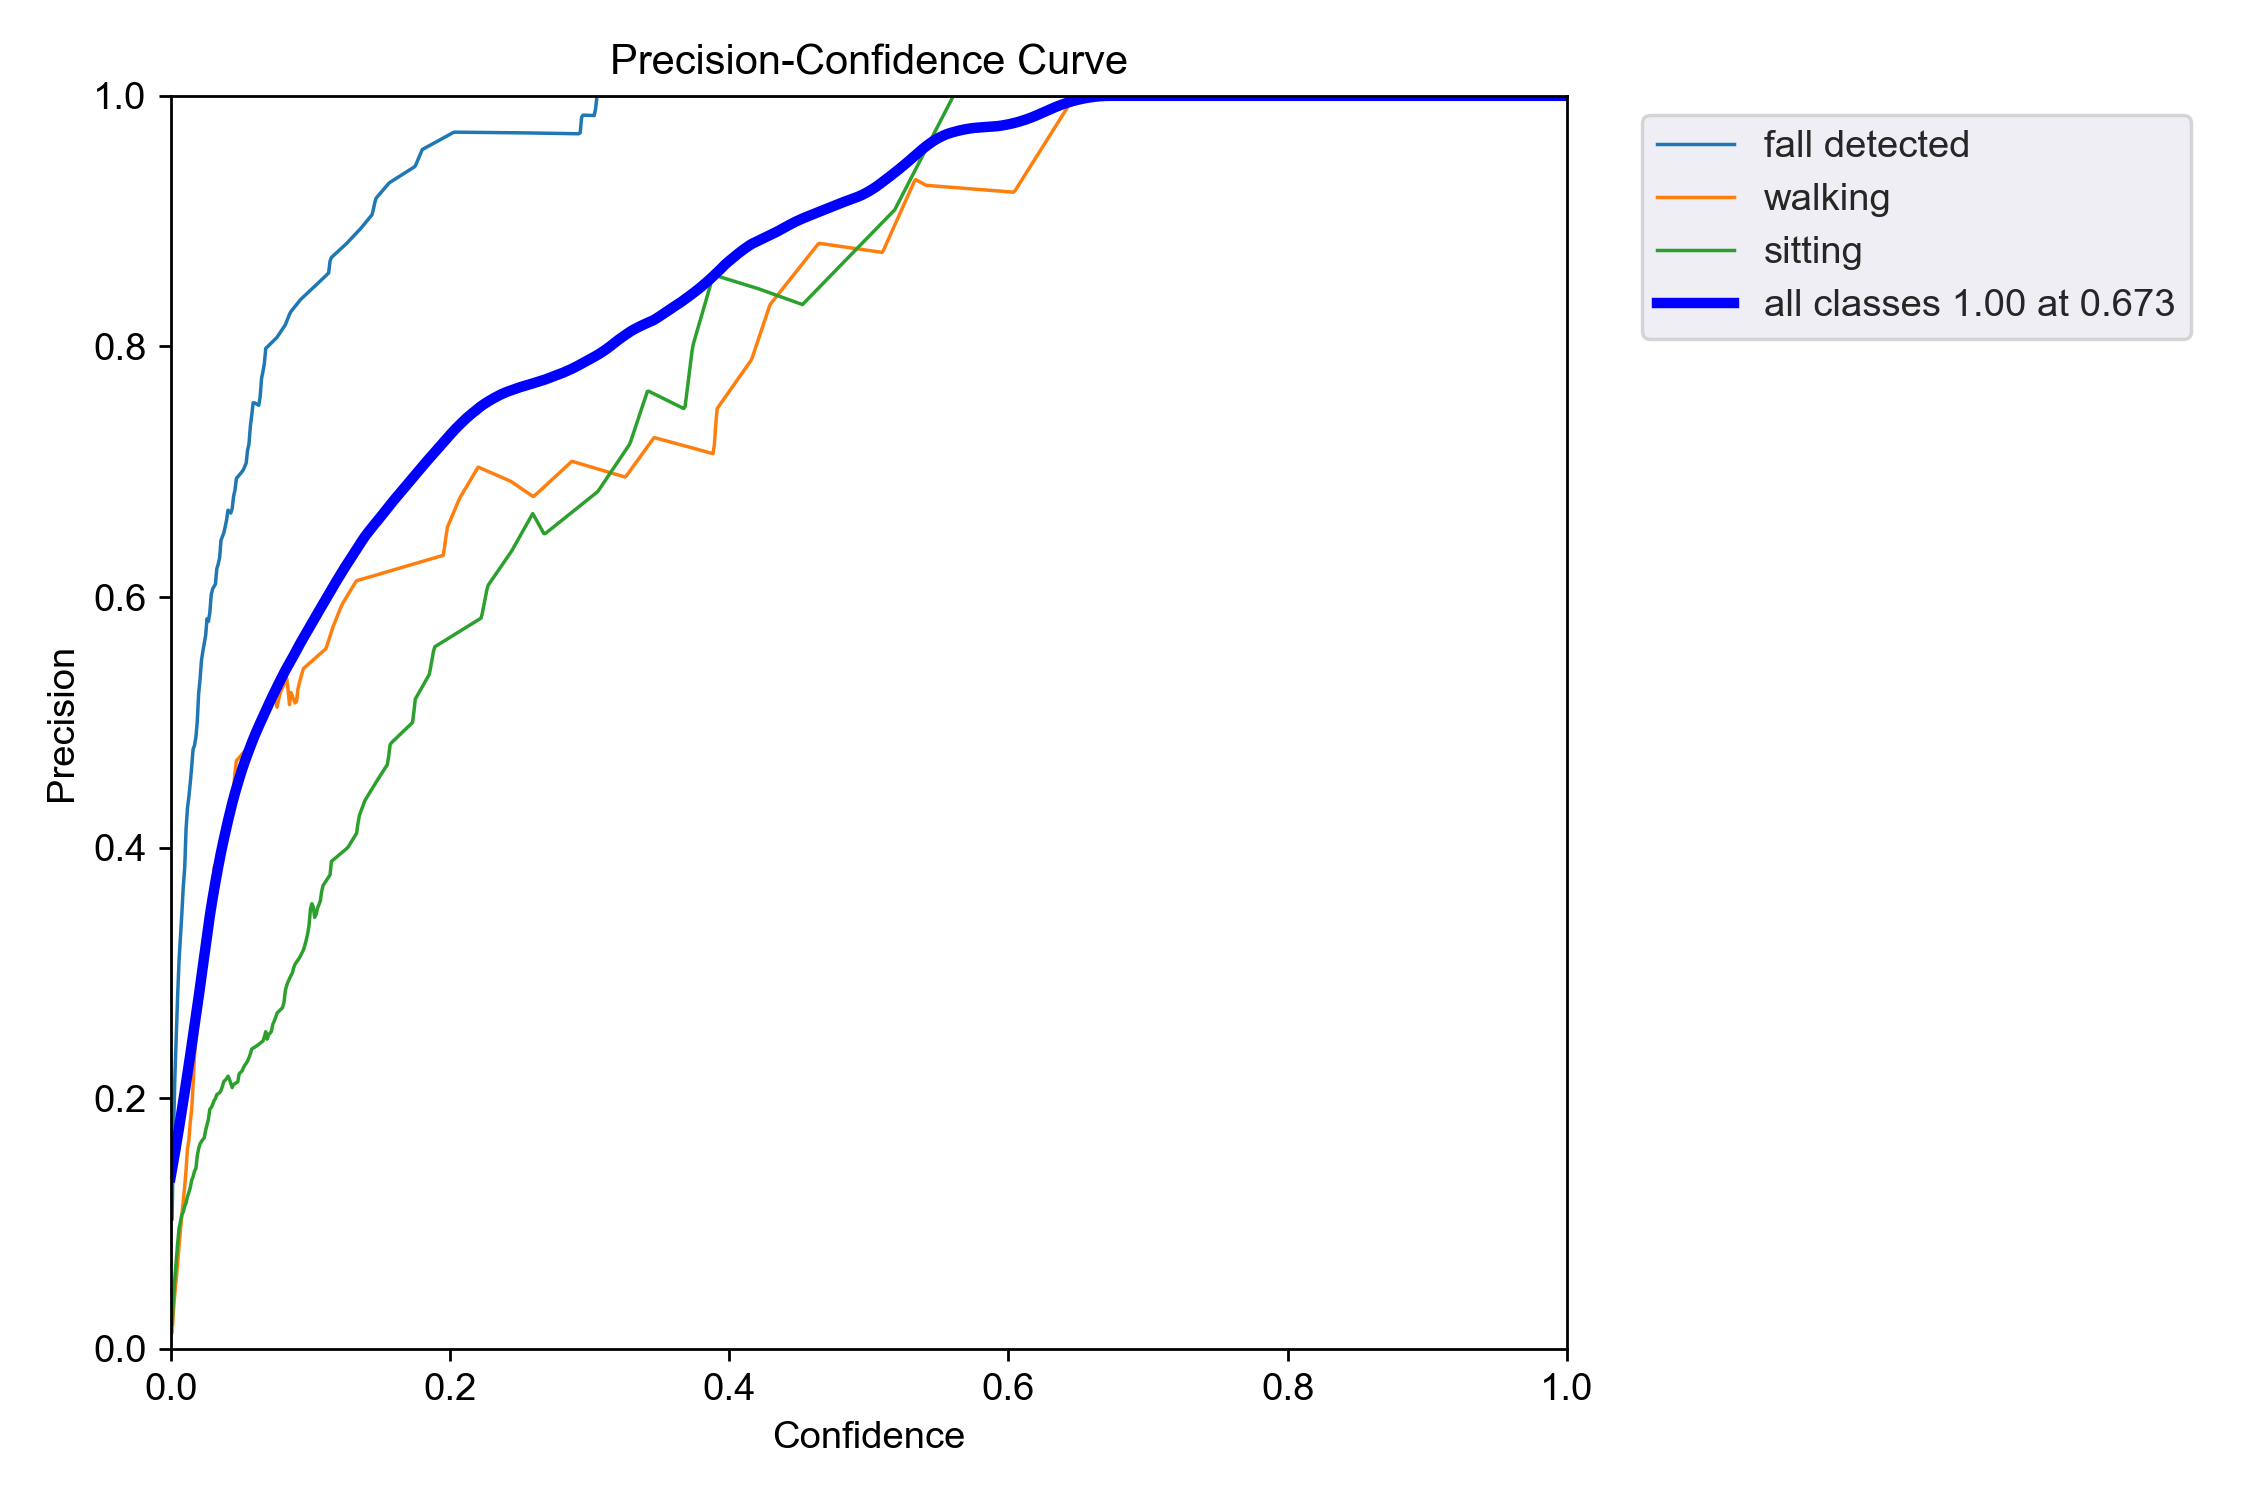 Precision-Confidence Curve
1.0
0.8
0.6
0.4
0.2
0.0
Precision
0.0 0.2 0.4 0.6 0.8 1.0
Confidence
fall detected
walking
sitting
all classes 1.00 at 0.673